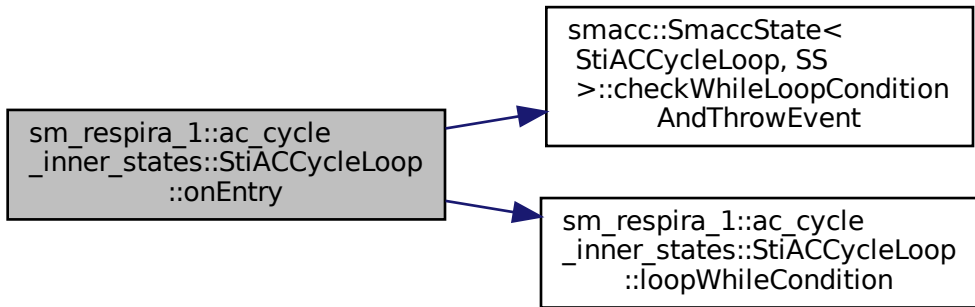 sm_respira_1::ac_cycle
_inner_states::StiACCycleLoop
::onEntry
smacc::SmaccState<
StiACCycleLoop, SS
>::checkWhileLoopCondition
AndThrowEvent
sm_respira_1::ac_cycle
_inner_states::StiACCycleLoop
::loopWhileCondition